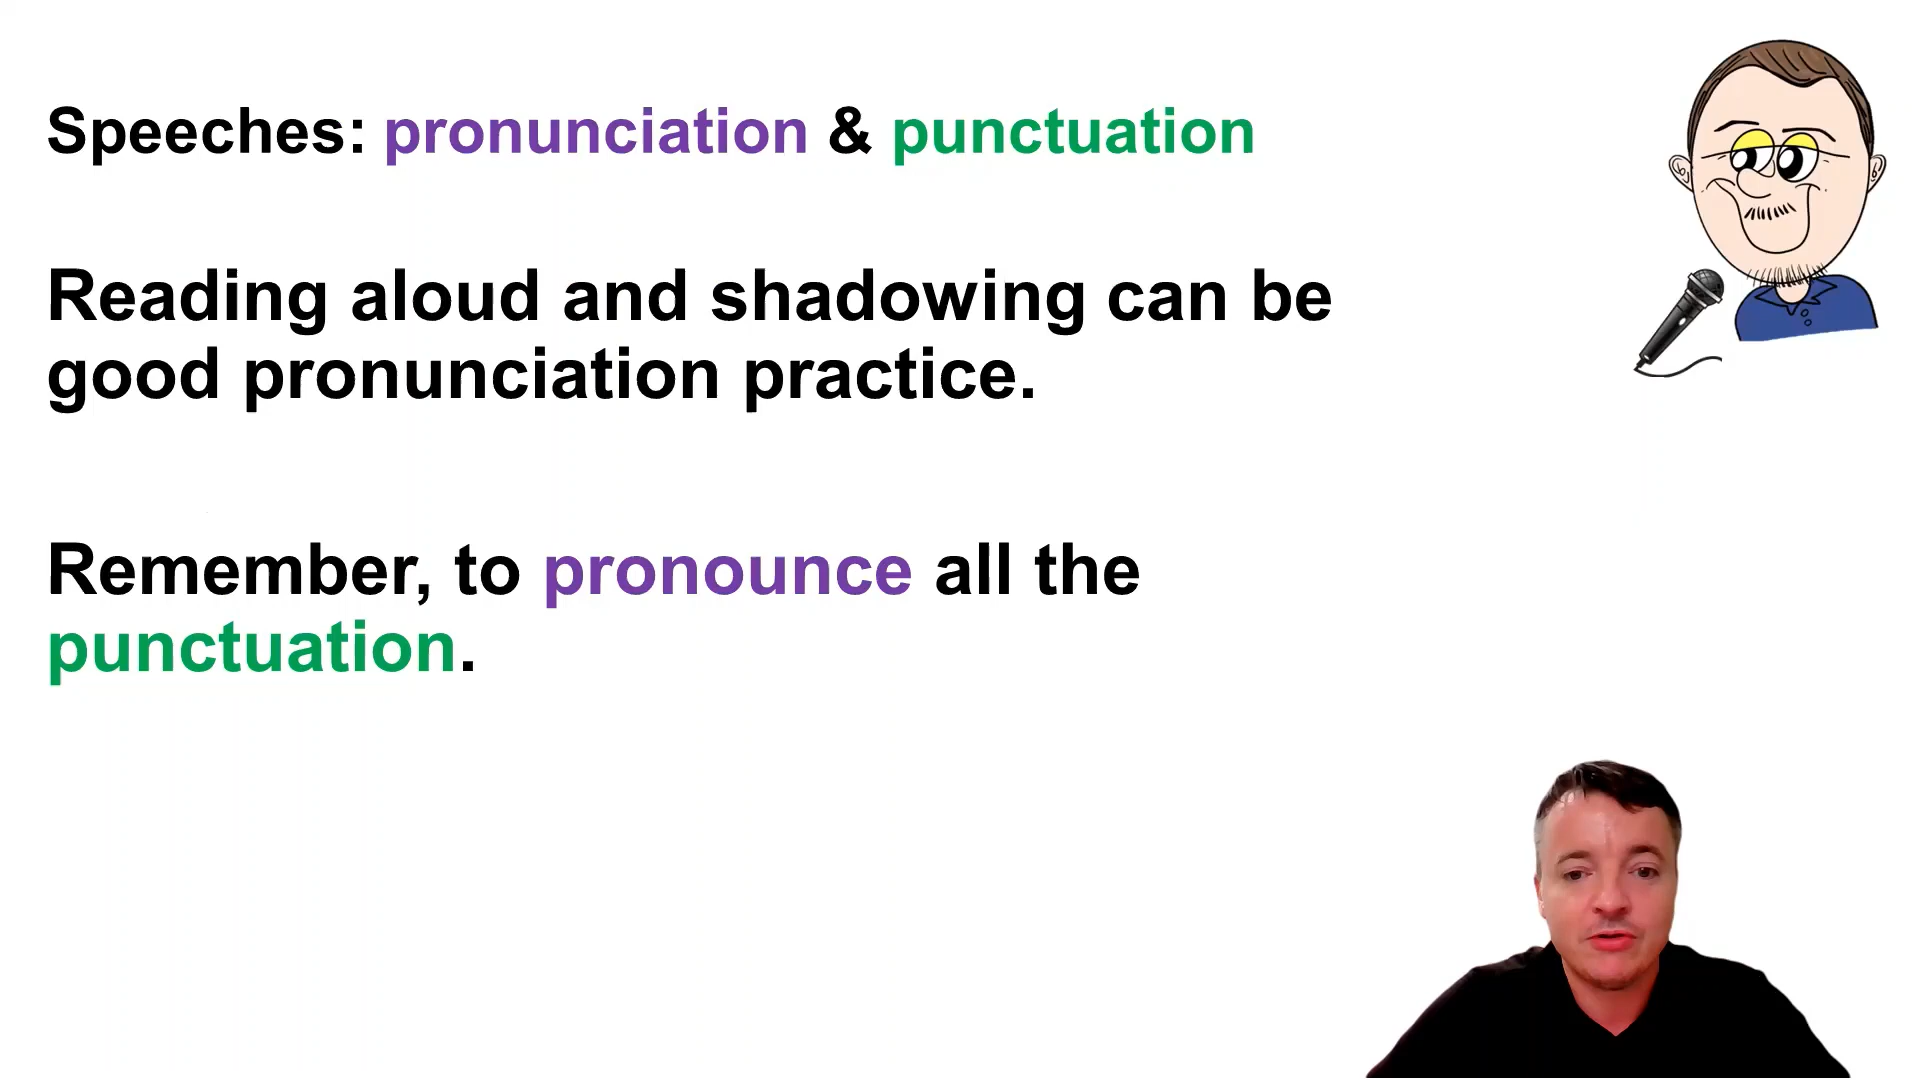 Speeches: pronunciation & punctuation
Reading aloud and shadowing can be
good pronunciation practice.
Remember, to pronounce all the
punctuation.